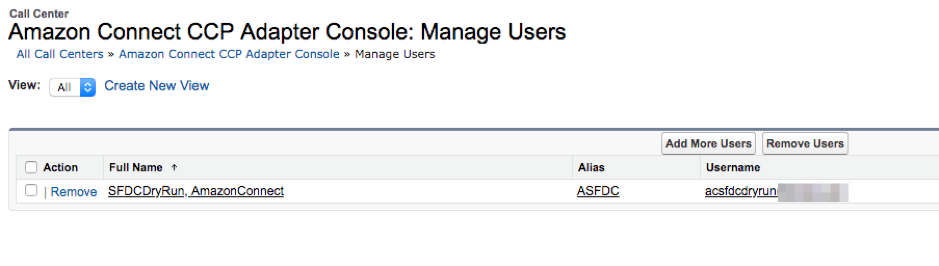 Call Center
Amazon Connect CCP Adapter Console: Manage Users
All Call Centers » Amazon Connect CCP Adapter Console » Manage Users
View: All Create New View
Add More Users Remove Users
Action Full Name ↑ Alias Username
| Remove SFDCDryRun, AmazonConnect ASFDC acsfdcdryrun